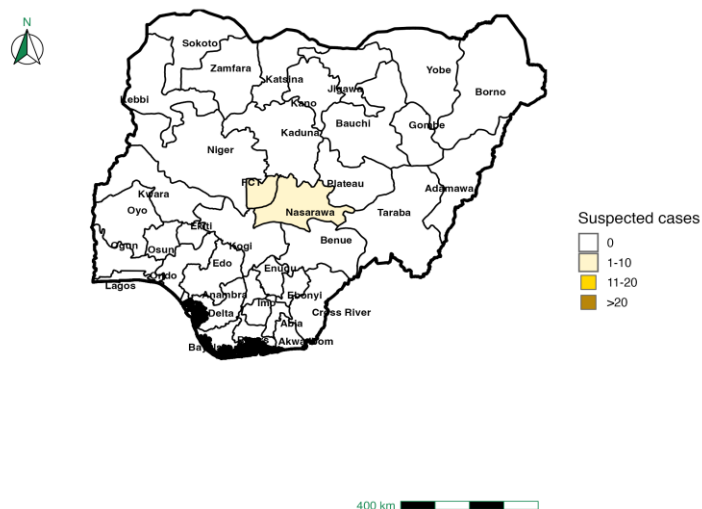 N
Sokoto
Zamfara
Katsina
Yobe
Jigawa
Borno
Kebbi
Kano
Bauchi
Gombe
Kaduna
Niger
FCT
Plateau
Adamawa
Kwara
Oyo
Nasarawa
Taraba
Ekiti
Suspected cases
Ogun
Osun
Kogi
Benue
0
Edo
Enugu
1-10
Ondo
Lagos
11-20
Anambra
Imo
Ebonyi
>20
Delta
Abia
Cross River
Akwa Ibom
400 km